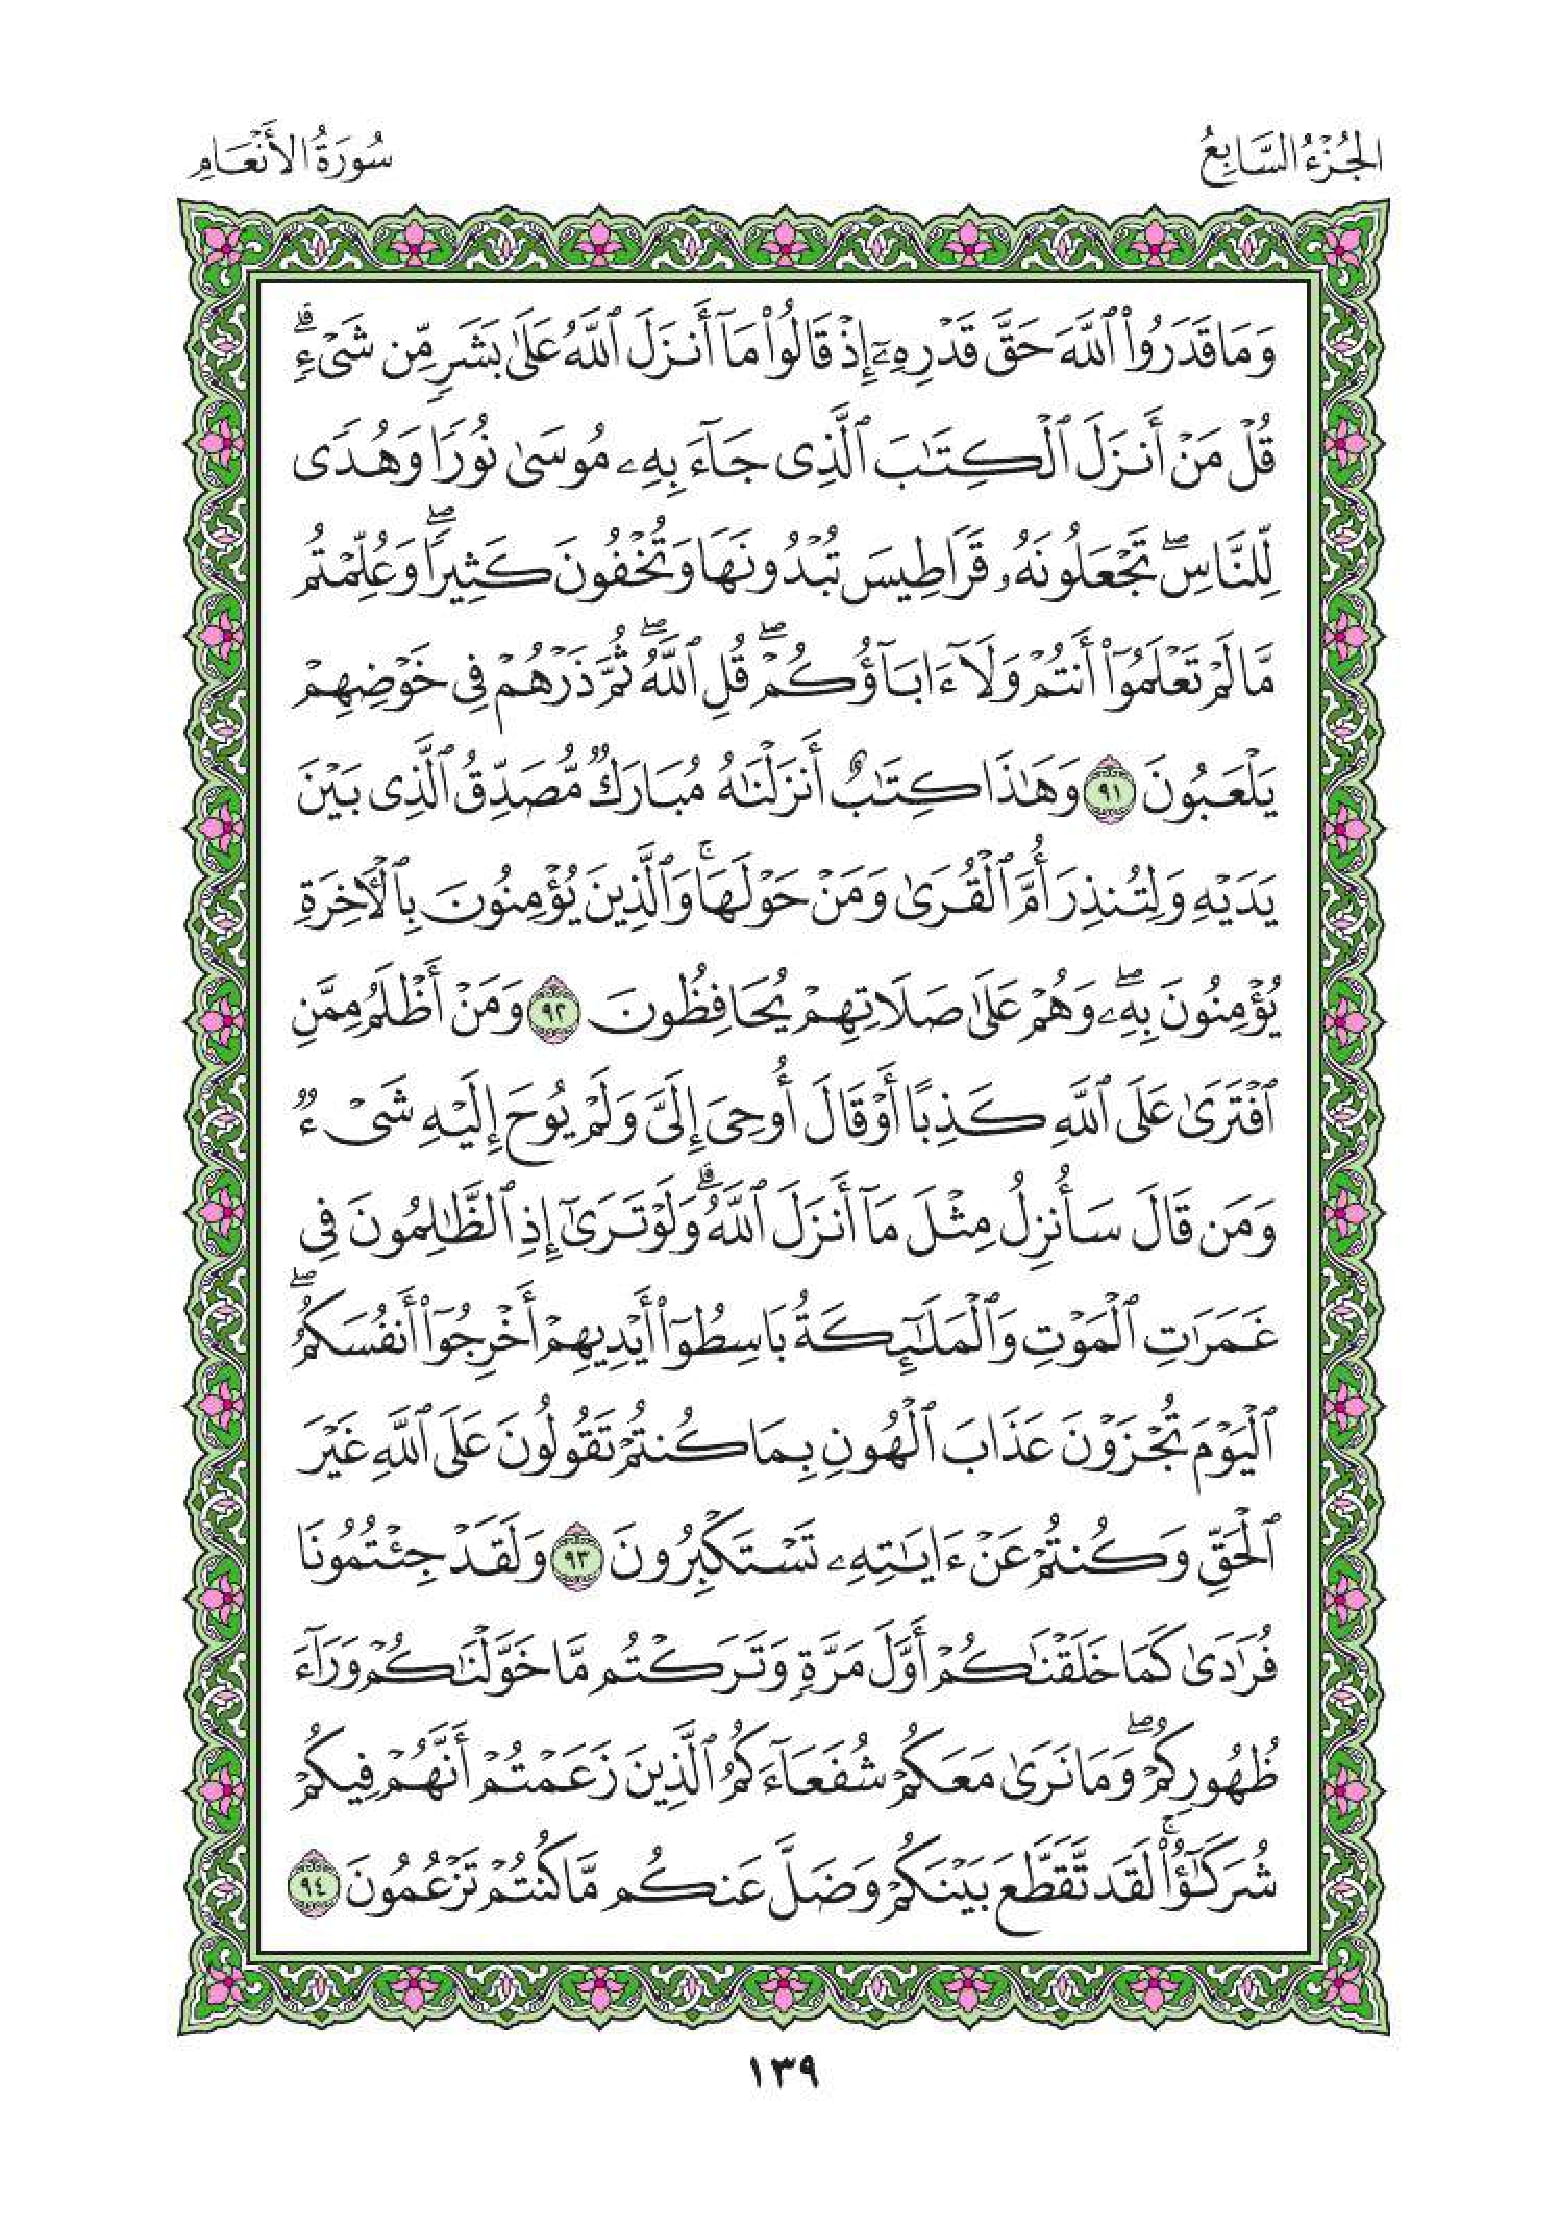 الجُزْءُ السَّابِعُ
سُورَةُ الأَنْعَامِ
وَمَا قَدَرُواْ ٱللَّهَ حَقَّ قَدْرِهِۦٓ إِذْ قَالُواْ مَآ أَنزَلَ ٱللَّهُ عَلَىٰ بَشَرٍ مِّن شَىْءٍۗ
قُلْ مَنْ أَنزَلَ ٱلْكِتَٰبَ ٱلَّذِى جَآءَ بِهِۦ مُوسَىٰ نُورًا وَهُدًى
لِّلنَّاسِۖ تَجْعَلُونَهُۥ قَرَاطِيسَ تُبْدُونَهَا وَتُخْفُونَ كَثِيرًاۖ وَعُلِّمْتُم
مَّا لَمْ تَعْلَمُوٓاْ أَنتُمْ وَلَآ ءَابَآؤُكُمْۖ قُلِ ٱللَّهُۖ ثُمَّ ذَرْهُمْ فِى خَوْضِهِمْ
يَلْعَبُونَ ٩١ وَهَٰذَا كِتَٰبٌ أَنزَلْنَٰهُ مُبَارَكٌ مُّصَدِّقُ ٱلَّذِى بَيْنَ
يَدَيْهِ وَلِتُنذِرَ أُمَّ ٱلْقُرَىٰ وَمَنْ حَوْلَهَاۚ وَٱلَّذِينَ يُؤْمِنُونَ بِٱلْأَخِرَةِ
يُؤْمِنُونَ بِهِۦۖ وَهُمْ عَلَىٰ صَلَاتِهِمْ يُحَافِظُونَ ٩٢ وَمَنْ أَظْلَمُ مِمَّنِ
ٱفْتَرَىٰ عَلَى ٱللَّهِ كَذِبًا أَوْ قَالَ أُوحِىَ إِلَىَّ وَلَمْ يُوحَ إِلَيْهِ شَىْءٌ
وَمَن قَالَ سَأُنزِلُ مِثْلَ مَآ أَنزَلَ ٱللَّهُۗ وَلَوْ تَرَىٰٓ إِذِ ٱلظَّٰلِمُونَ فِى
غَمَرَٰتِ ٱلْمَوْتِ وَٱلْمَلَٰٓئِكَةُ بَاسِطُوٓاْ أَيْدِيهِمْ أَخْرِجُوٓاْ أَنفُسَكُمُۖ
ٱلْيَوْمَ تُجْزَوْنَ عَذَابَ ٱلْهُونِ بِمَا كُنتُمْ تَقُولُونَ عَلَى ٱللَّهِ غَيْرَ
ٱلْحَقِّ وَكُنتُمْ عَنْ ءَايَٰتِهِۦ تَسْتَكْبِرُونَ ٩٣ وَلَقَدْ جِئْتُمُونَا
فُرَٰدَىٰ كَمَا خَلَقْنَٰكُمْ أَوَّلَ مَرَّةٍ وَتَرَكْتُم مَّا خَوَّلْنَٰكُمْ وَرَآءَ
ظُهُورِكُمْۖ وَمَا نَرَىٰ مَعَكُمْ شُفَعَآءَكُمُ ٱلَّذِينَ زَعَمْتُمْ أَنَّهُمْ فِيكُمْ
شُرَكَٰٓؤُاْۚ لَقَد تَّقَطَّعَ بَيْنَكُمْ وَضَلَّ عَنكُم مَّا كُنتُمْ تَزْعُمُونَ ٩٤
١٣٩